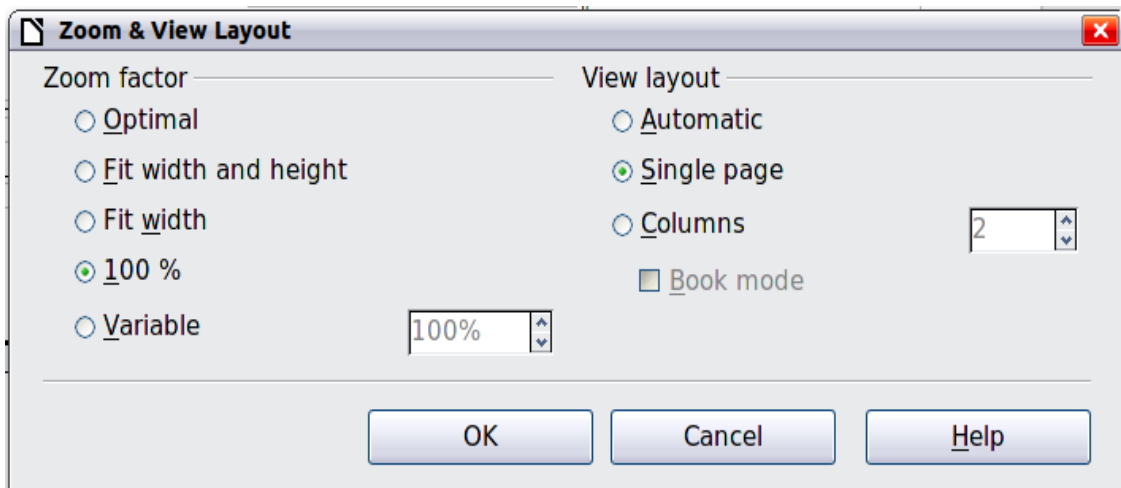 Zoom & View Layout
Zoom factor
Optimal
Fit width and height
Fit width
100 %
Variable
100%
View layout
Automatic
Single page
Columns
2
Book mode
OK
Cancel
Help